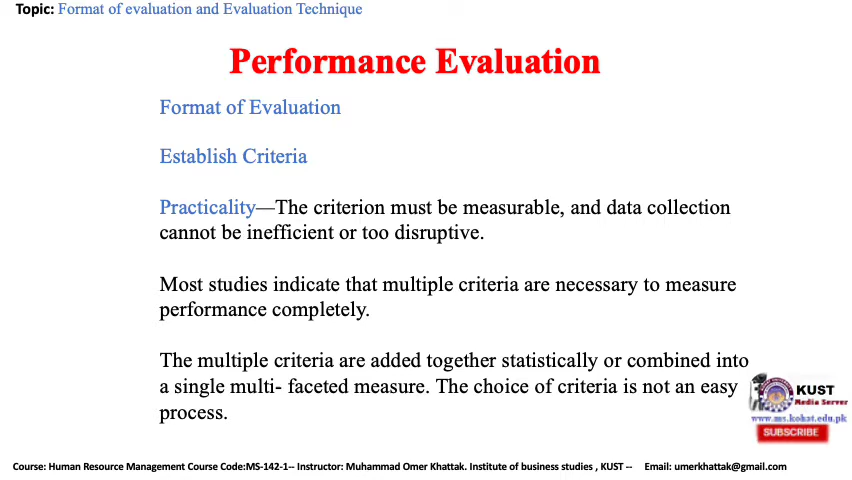 Topic: Format of evaluation and Evaluation Technique
Performance Evaluation
Format of Evaluation
Establish Criteria
Practicality—The criterion must be measurable, and data collection
cannot be inefficient or too disruptive.
Most studies indicate that multiple criteria are necessary to measure
performance completely.
The multiple criteria are added together statistically or combined into
a single multi- faceted measure. The choice of criteria is not an easy
process.
KUST
Media Server
www.ms.kohat.edu.pk
SUBSCRIBE
Course: Human Resource Management Course Code:MS-142-1-- Instructor: Muhammad Omer Khattak. Institute of business studies , KUST -- Email: umerkhattak@gmail.com